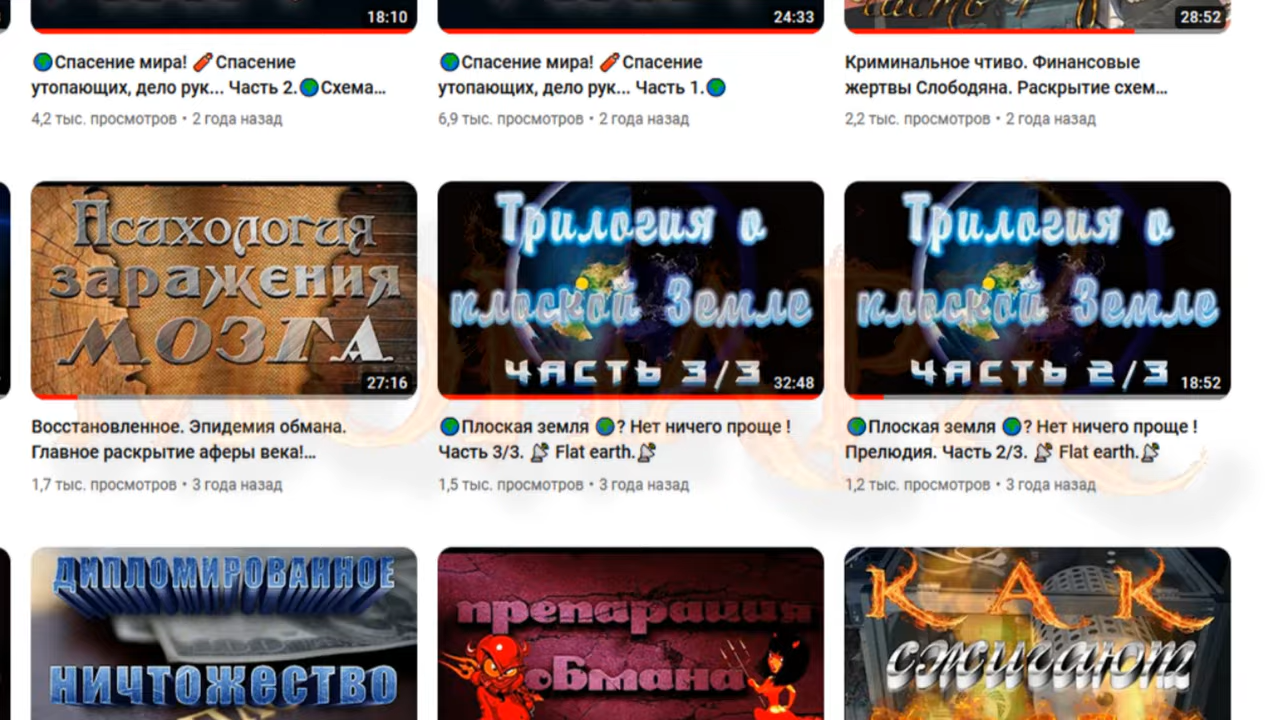 18:10
24:33
28:52
🌍Спасение мира! 🧨Спасение
утопающих, дело рук... Часть 2.🌍Схема...
4,2 тыс. просмотров • 2 года назад
🌍Спасение мира! 🧨Спасение
утопающих, дело рук... Часть 1.🌍
6,9 тыс. просмотров • 2 года назад
Криминальное чтиво. Финансовые
жертвы Слободяна. Раскрытие схем...
2,2 тыс. просмотров • 2 года назад
Психология
заражения
мозга
27:16
Трилогия о
плоской Земле
ЧАСТЬ 3/3
32:48
Трилогия о
плоской Земле
ЧАСТЬ 2/3
18:52
Восстановленное. Эпидемия обмана.
Главное раскрытие аферы века!...
1,7 тыс. просмотров • 3 года назад
🌍Плоская земля 🌍? Нет ничего проще !
Часть 3/3. 📡 Flat earth.📡
1,5 тыс. просмотров • 3 года назад
🌍Плоская земля 🌍? Нет ничего проще !
Прелюдия. Часть 2/3. 📡 Flat earth.📡
1,2 тыс. просмотров • 3 года назад
ДИПЛОМИРОВАННОЕ
НИЧТОЖЕСТВО
препарация
обмана
КАК
сжигают